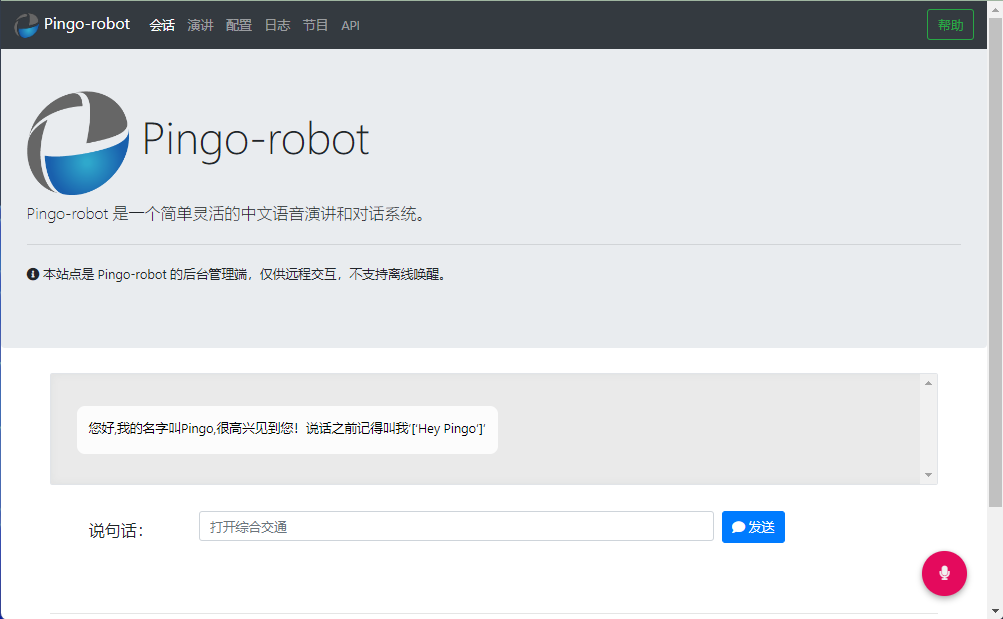 Pingo-robot 会话 演讲 配置 日志 节目 API 帮助
Pingo-robot
Pingo-robot 是一个简单灵活的中文语音演讲和对话系统。
本站点是 Pingo-robot 的后台管理端，仅供远程交互，不支持离线唤醒。
您好,我的名字叫Pingo,很高兴见到您！说话之前记得叫我‘['Hey Pingo']’
说句话： 打开综合交通 发送